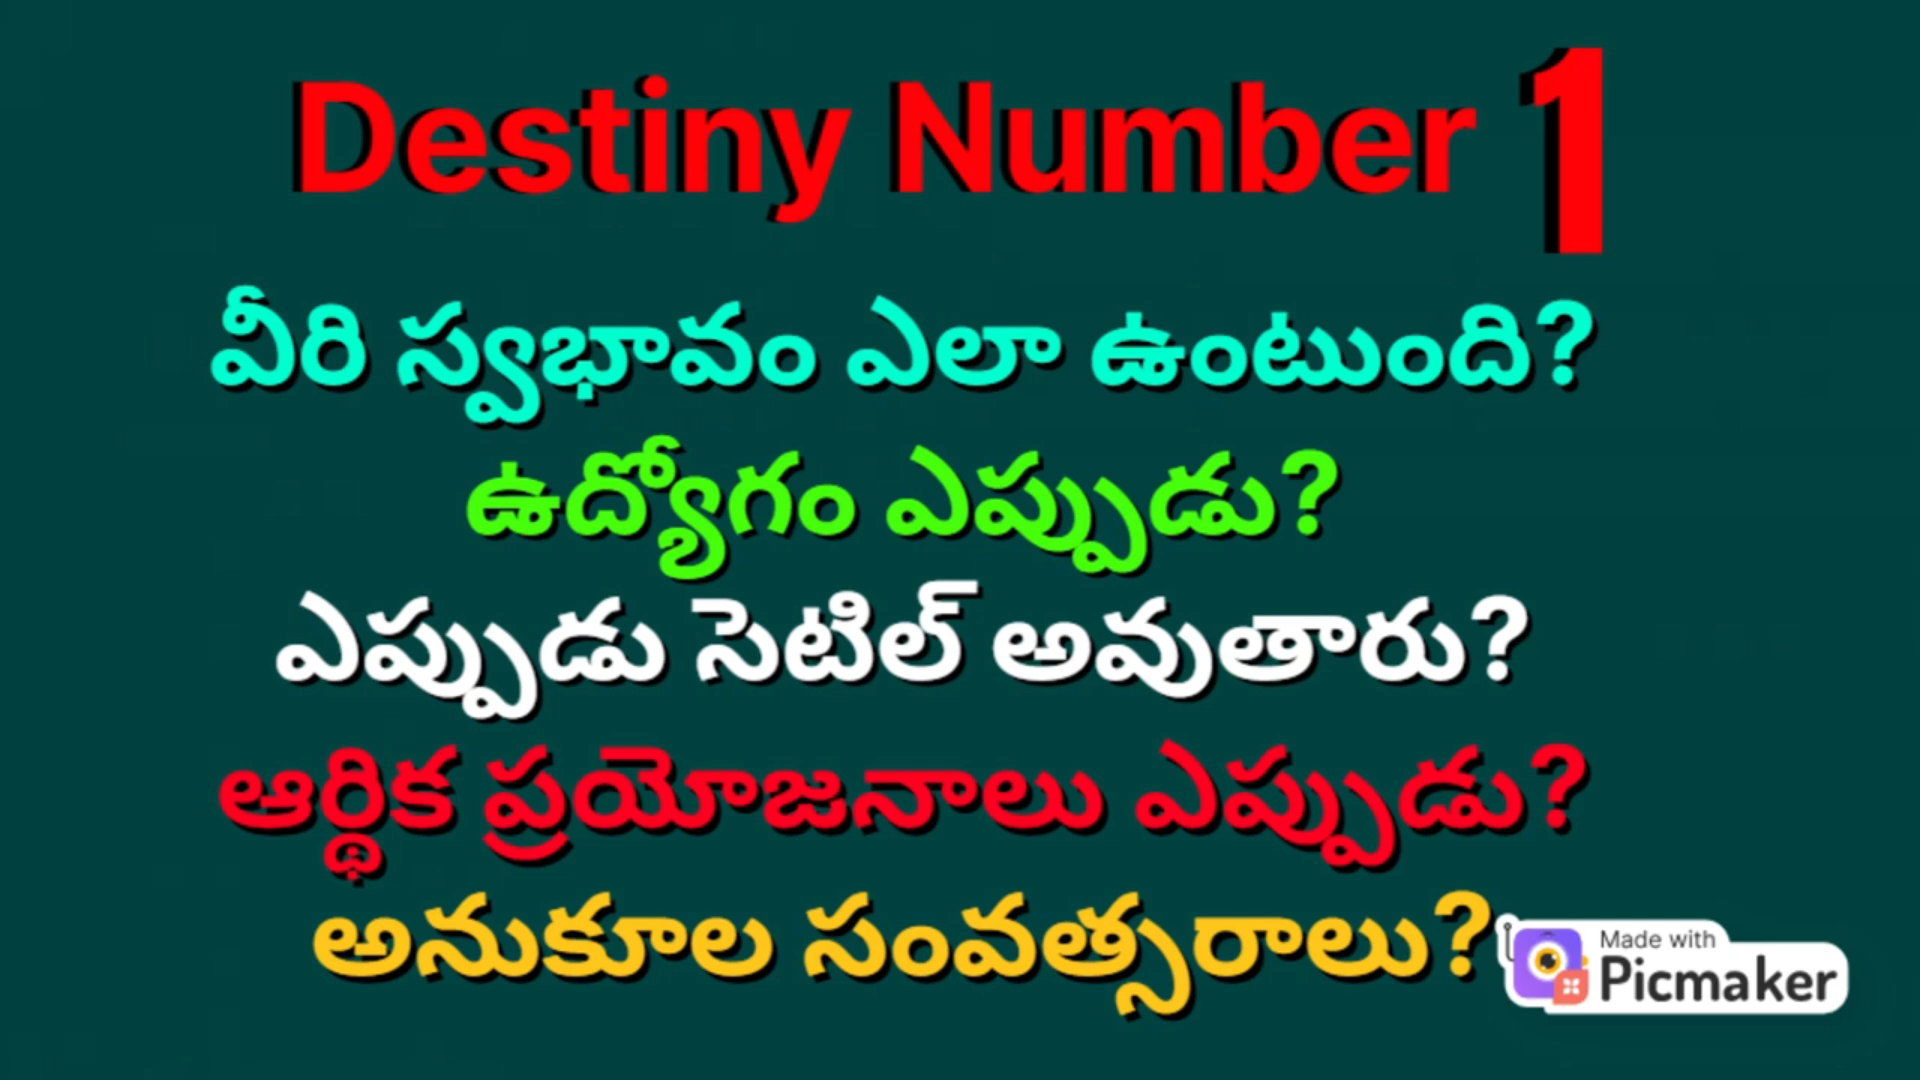 Destiny Number 1
వీరి స్వభావం ఎలా ఉంటుంది?
ఉద్యోగం ఎప్పుడు?
ఎప్పుడు సెటిల్ అవుతారు?
ఆర్థిక ప్రయోజనాలు ఎప్పుడు?
అనుకూల సంవత్సరాలు?
Made with
Picmaker